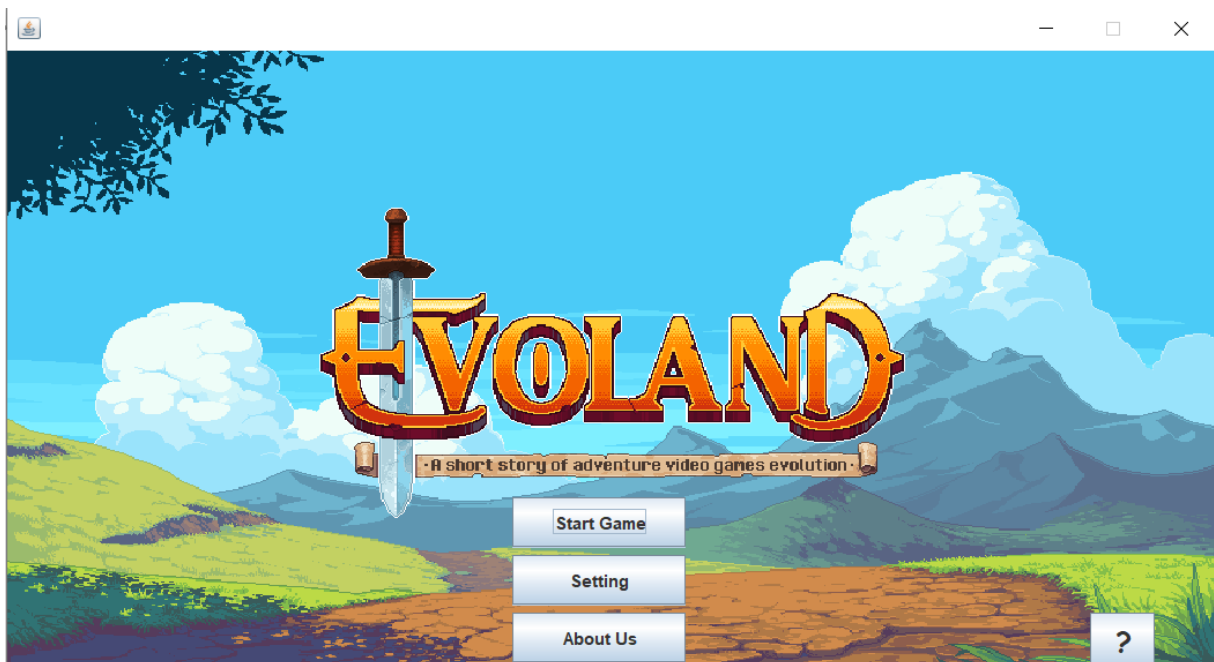 EVOLAND
·A short story of adventure video games evolution·
Start Game
Setting
About Us
?